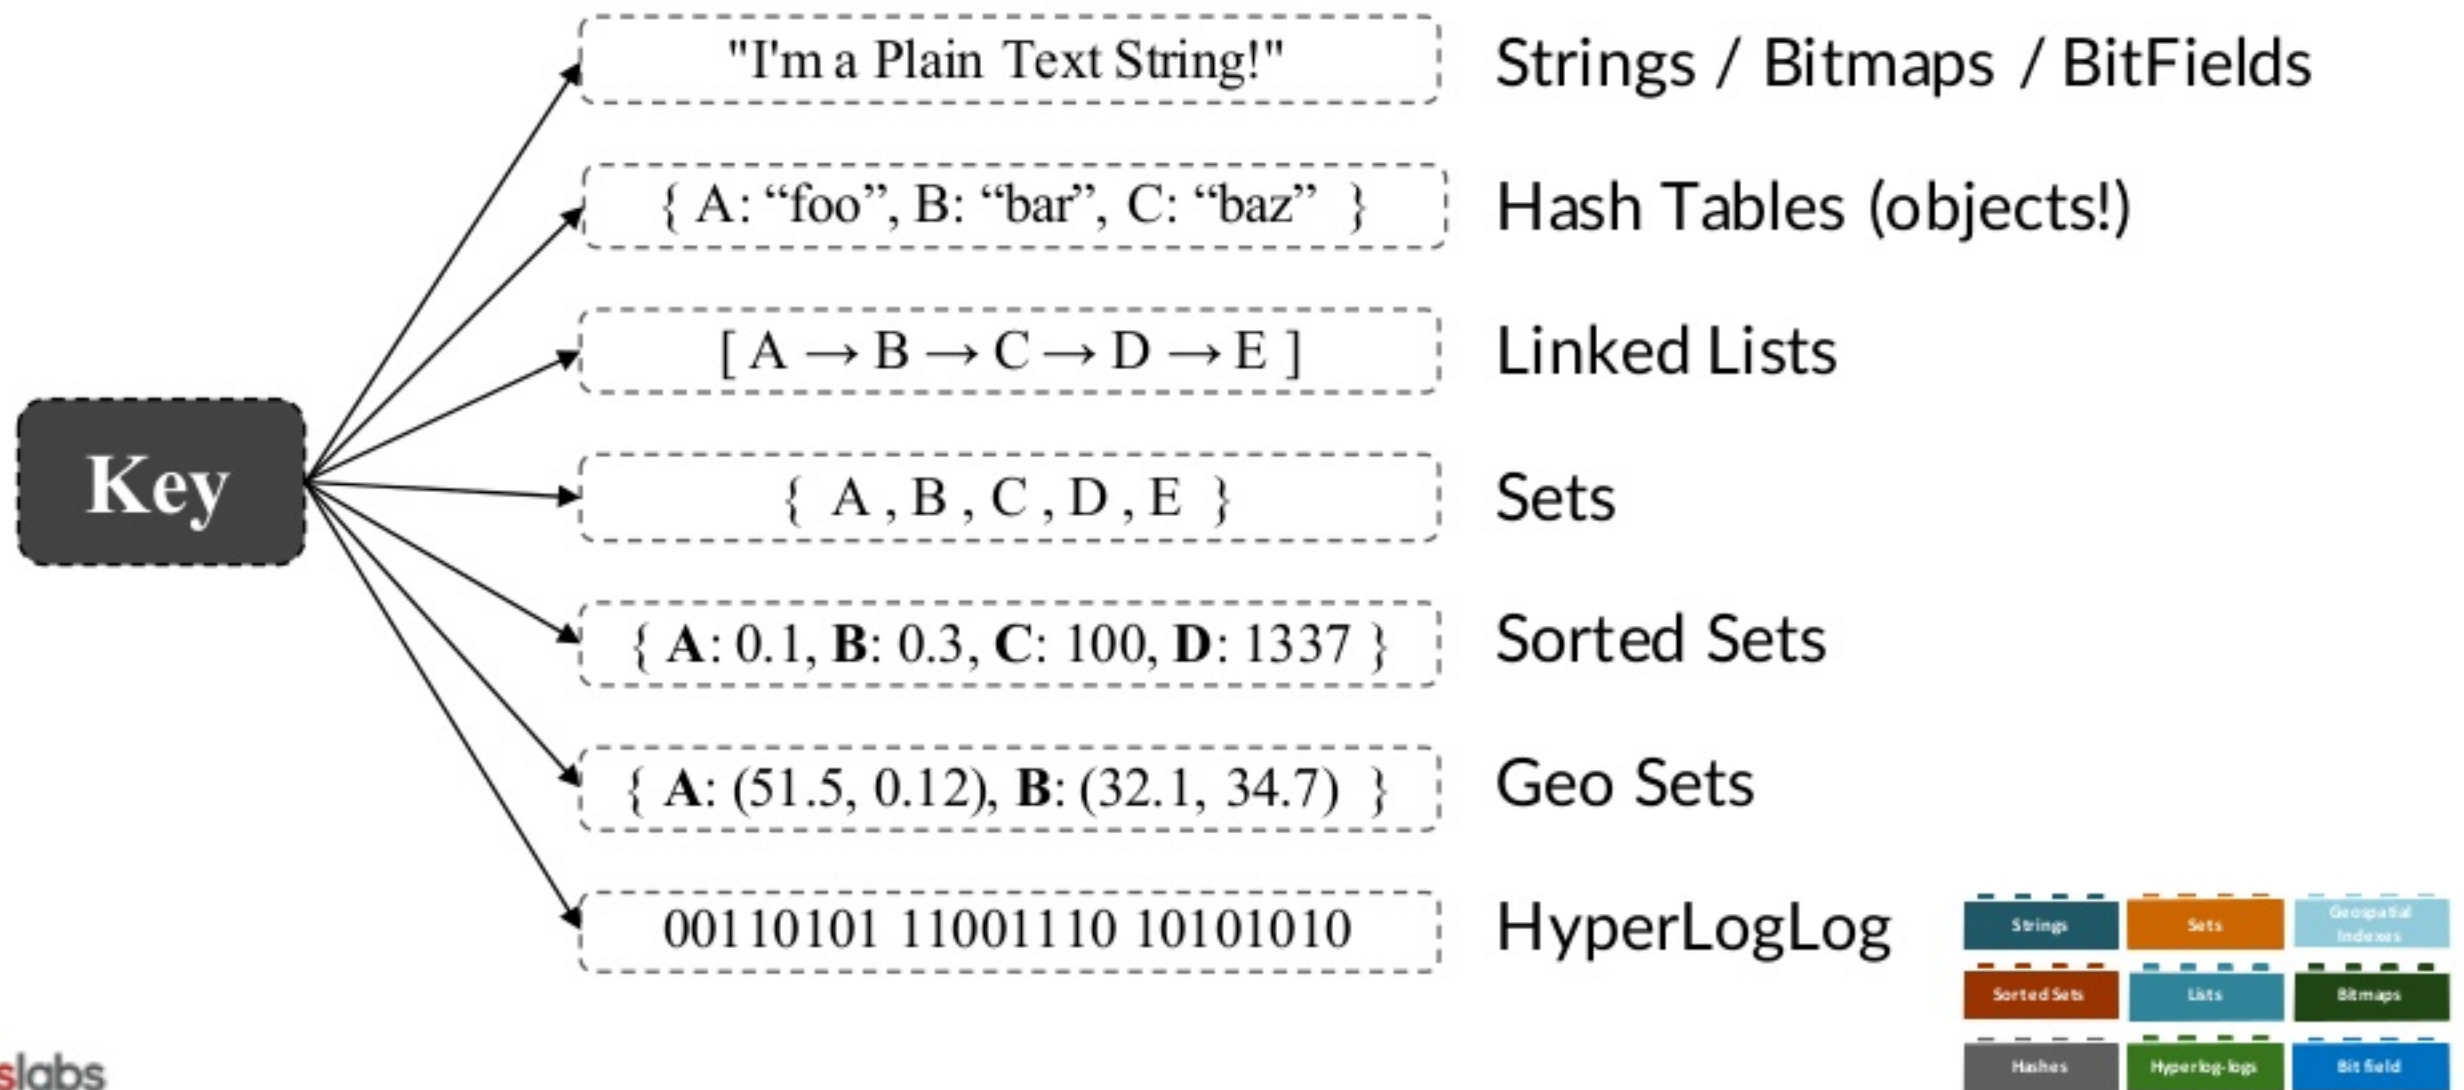 "I'm a Plain Text String!" Strings / Bitmaps / BitFields
{ A: “foo”, B: “bar”, C: “baz” } Hash Tables (objects!)
[ A → B → C → D → E ] Linked Lists
Key
{ A , B , C , D , E } Sets
{ A: 0.1, B: 0.3, C: 100, D: 1337 } Sorted Sets
{ A: (51.5, 0.12), B: (32.1, 34.7) } Geo Sets
00110101 11001110 10101010 HyperLogLog
Strings Sets Geospatial
Indexes
Sorted Sets Lists Bitmaps
Hashes Hyperlog-logs Bit field
slabs